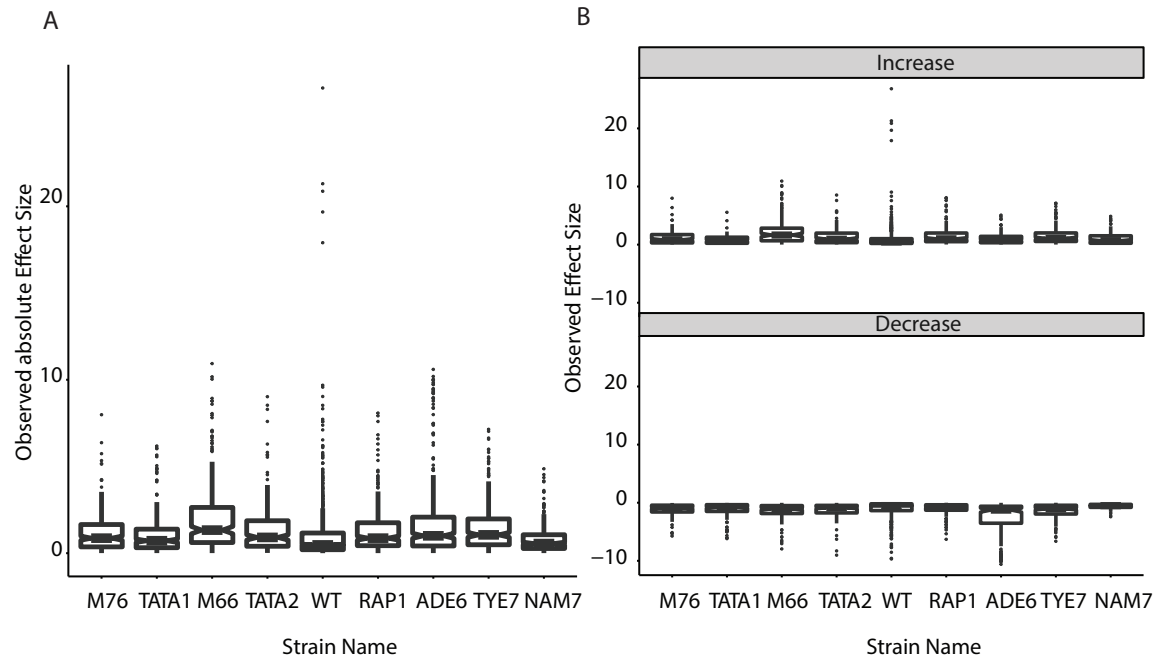 A
Observed absolute Effect Size
20
10
0
M76 TATA1 M66 TATA2 WT RAP1 ADE6 TYE7 NAM7
Strain Name
B
Observed Effect Size
Increase
20
10
0
−10
Decrease
20
10
0
−10
M76 TATA1 M66 TATA2 WT RAP1 ADE6 TYE7 NAM7
Strain Name